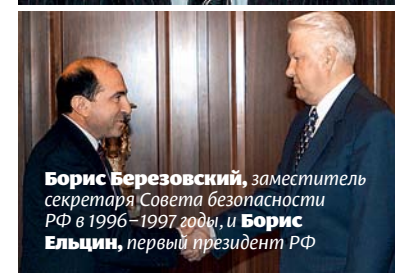 Борис Березовский, заместитель
секретаря Совета безопасности
РФ в 1996–1997 годы, и Борис
Ельцин, первый президент РФ